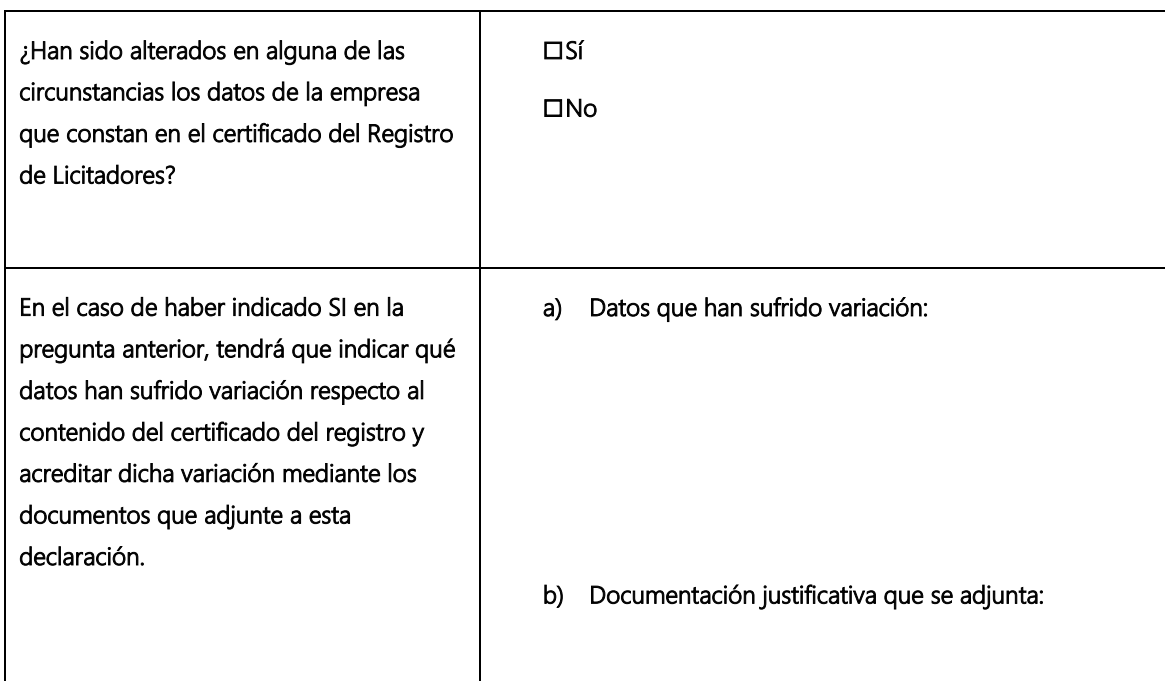 ¿Han sido alterados en alguna de las
circunstancias los datos de la empresa
que constan en el certificado del Registro
de Licitadores?
☐Sí
☐No
En el caso de haber indicado SI en la
pregunta anterior, tendrá que indicar qué
datos han sufrido variación respecto al
contenido del certificado del registro y
acreditar dicha variación mediante los
documentos que adjunte a esta
declaración.
a) Datos que han sufrido variación:
b) Documentación justificativa que se adjunta: